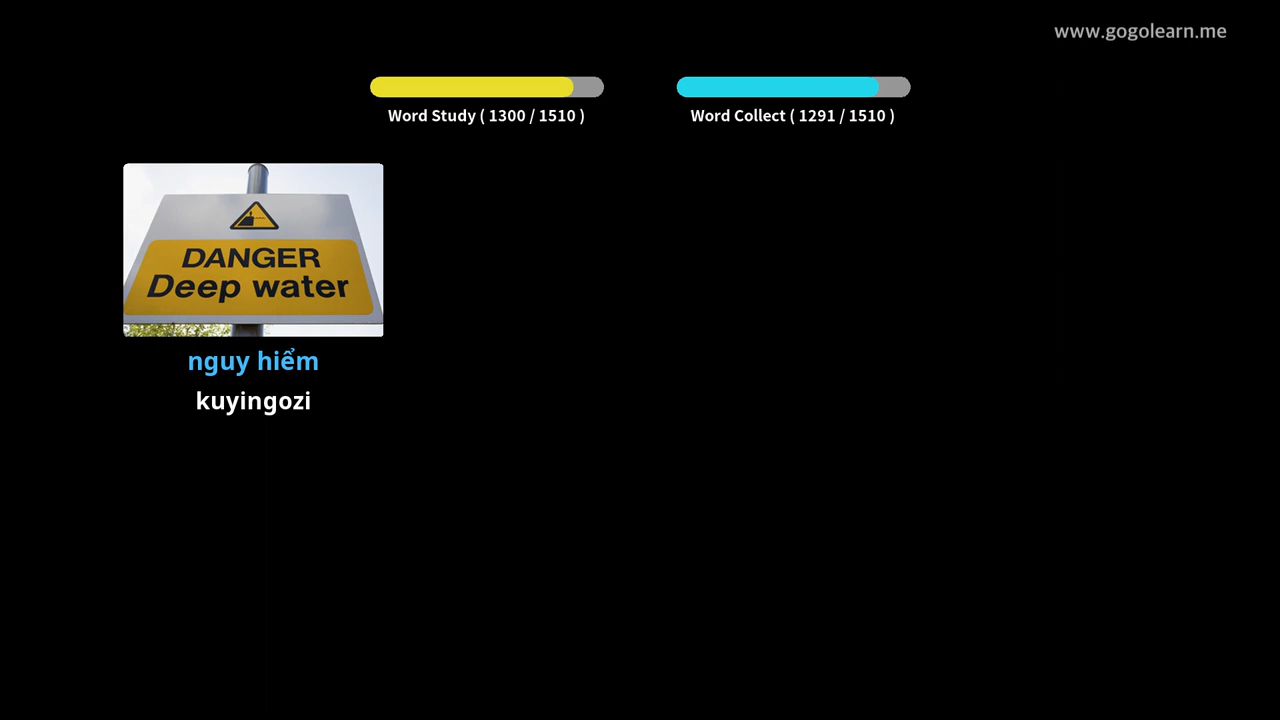 www.gogolearn.me
Word Study ( 1300 / 1510 )
Word Collect ( 1291 / 1510 )
DANGER
Deep water
nguy hiểm
kuyingozi